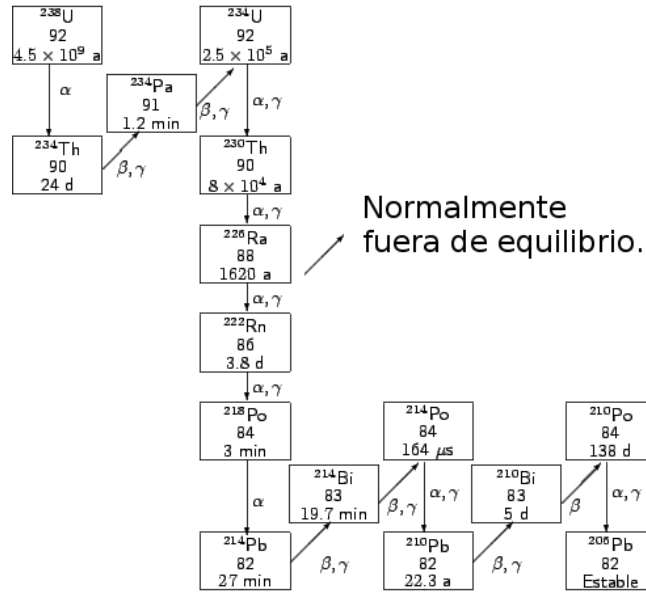 ²³⁸U
92
4.5 × 10⁹ a
²³⁴U
92
2.5 × 10⁵ a
α
²³⁴Pa
91
1.2 min
β, γ
α, γ
²³⁴Th
90
24 d
β, γ
²³⁰Th
90
8 × 10⁴ a
α, γ
²²⁶Ra
88
1620 a
Normalmente
fuera de equilibrio.
α, γ
²²²Rn
86
3.8 d
α, γ
²¹⁸Po
84
3 min
²¹⁴Po
84
164 μs
²¹⁰Po
84
138 d
α
²¹⁴Bi
83
19.7 min
β, γ
α, γ
²¹⁰Bi
83
5 d
β
α, γ
²¹⁴Pb
82
27 min
β, γ
²¹⁰Pb
82
22.3 a
β, γ
²⁰⁶Pb
82
Estable